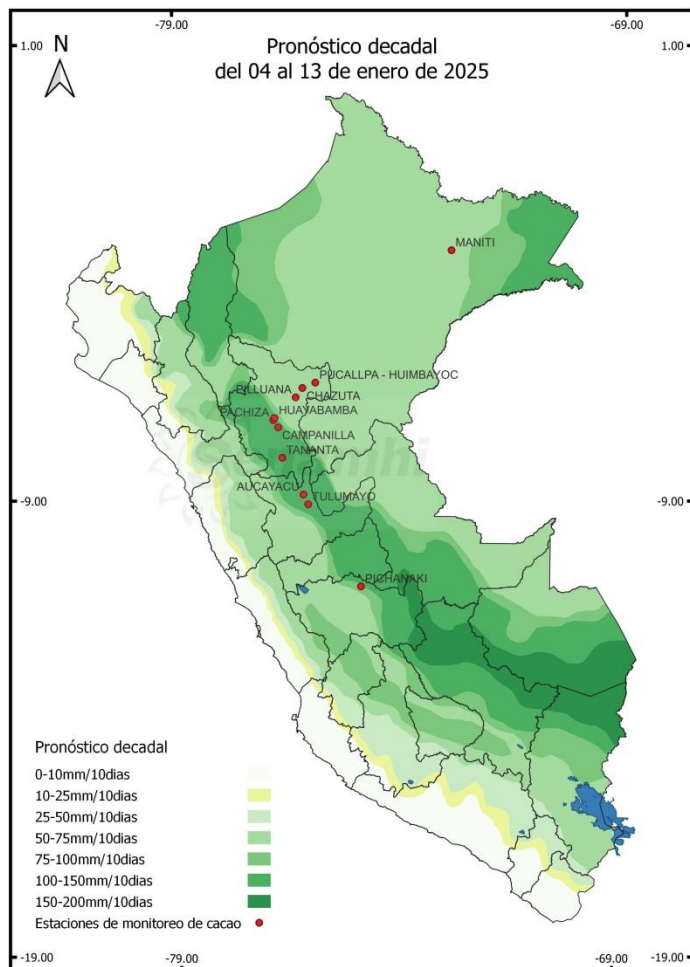 -79.00
-69.00
1.00
1.00
N
Pronóstico decadal
del 04 al 13 de enero de 2025
MANITI
PUCALLPA - HUIMBAYOC
PILLUANA
CHAZUTA
PACHIZA
HUAYABAMBA
CAMPANILLA
TANANTA
Senamhi
-9.00
-9.00
AUCAYACU
TULUMAYO
PICHANAKI
Pronóstico decadal
0-10mm/10dias
10-25mm/10dias
25-50mm/10dias
50-75mm/10dias
75-100mm/10dias
100-150mm/10dias
150-200mm/10dias
Estaciones de monitoreo de cacao
-19.00
-19.00
-79.00
-69.00